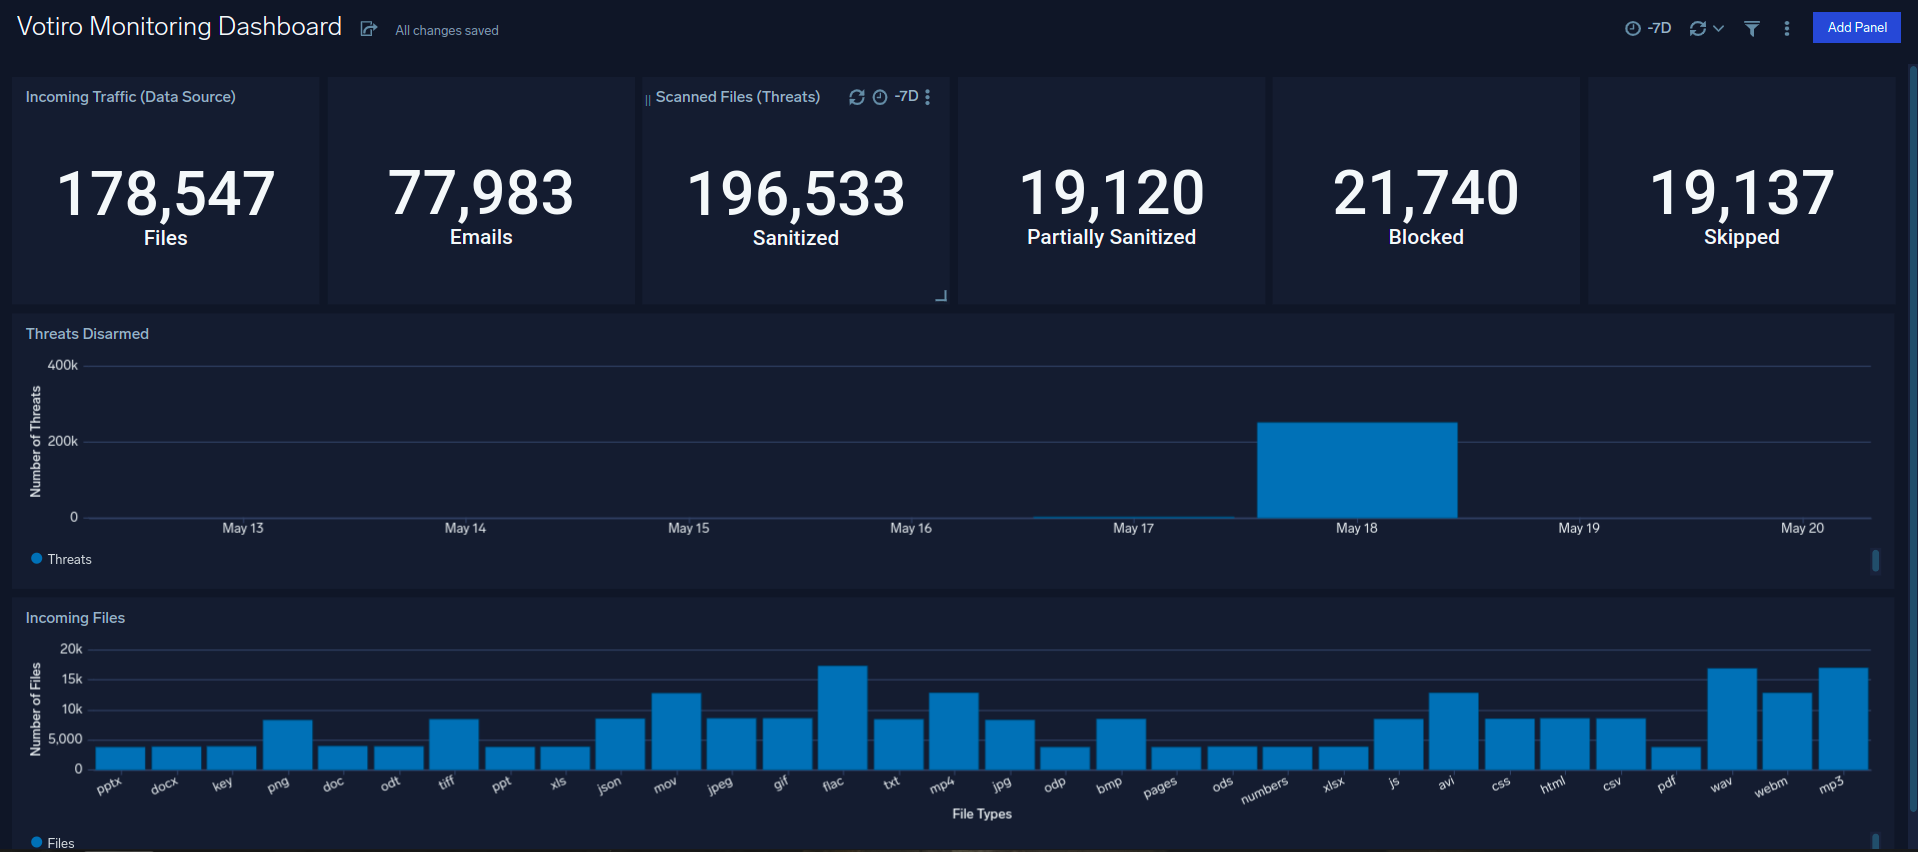 Votiro Monitoring Dashboard
All changes saved
-7D
Add Panel
Incoming Traffic (Data Source)
178,547
Files
77,983
Emails
Scanned Files (Threats)
-7D
196,533
Sanitized
19,120
Partially Sanitized
21,740
Blocked
19,137
Skipped
Threats Disarmed
Number of Threats
400k
200k
0
May 13 May 14 May 15 May 16 May 17 May 18 May 19 May 20
Threats
Incoming Files
Number of Files
20k
15k
10k
5,000
0
pptx docx key png doc odt tiff ppt xls json mov jpeg gif flac txt mp4 jpg odp bmp pages ods numbers xlsx js avi css html csv pdf wav webm mp3
File Types
Files